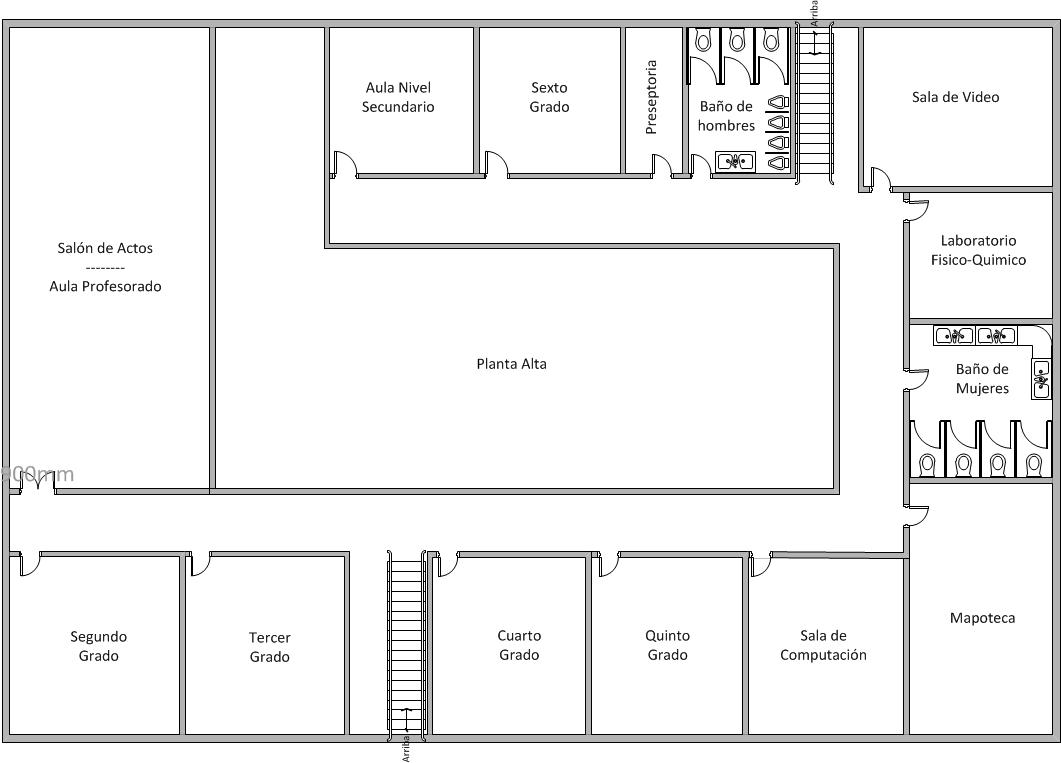 Arriba
Aula Nivel
Secundario
Sexto
Grado
Preseptoria
Baño de
hombres
Sala de Video
Salón de Actos
--------
Aula Profesorado
Laboratorio
Fisico-Quimico
Planta Alta
Baño de
Mujeres
900mm
Segundo
Grado
Tercer
Grado
Cuarto
Grado
Quinto
Grado
Sala de
Computación
Mapoteca
Arriba